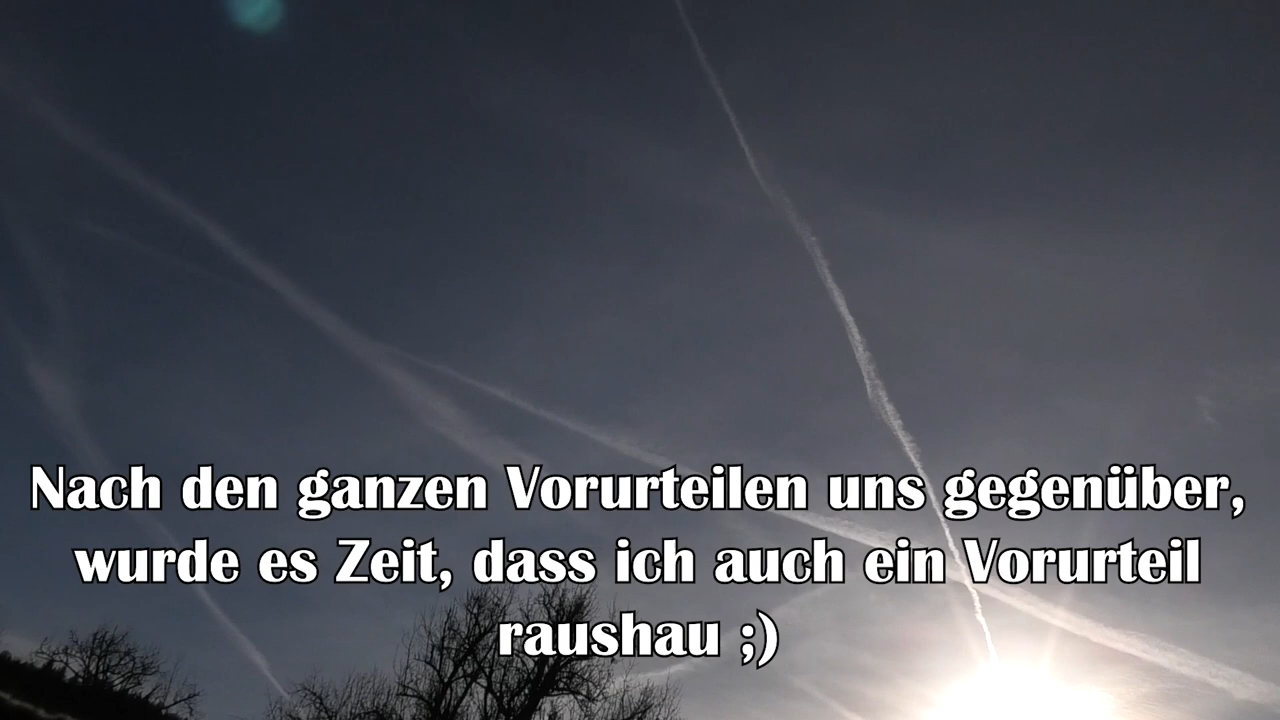 Nach den ganzen Vorurteilen uns gegenüber,
wurde es Zeit, dass ich auch ein Vorurteil
raushau ;)